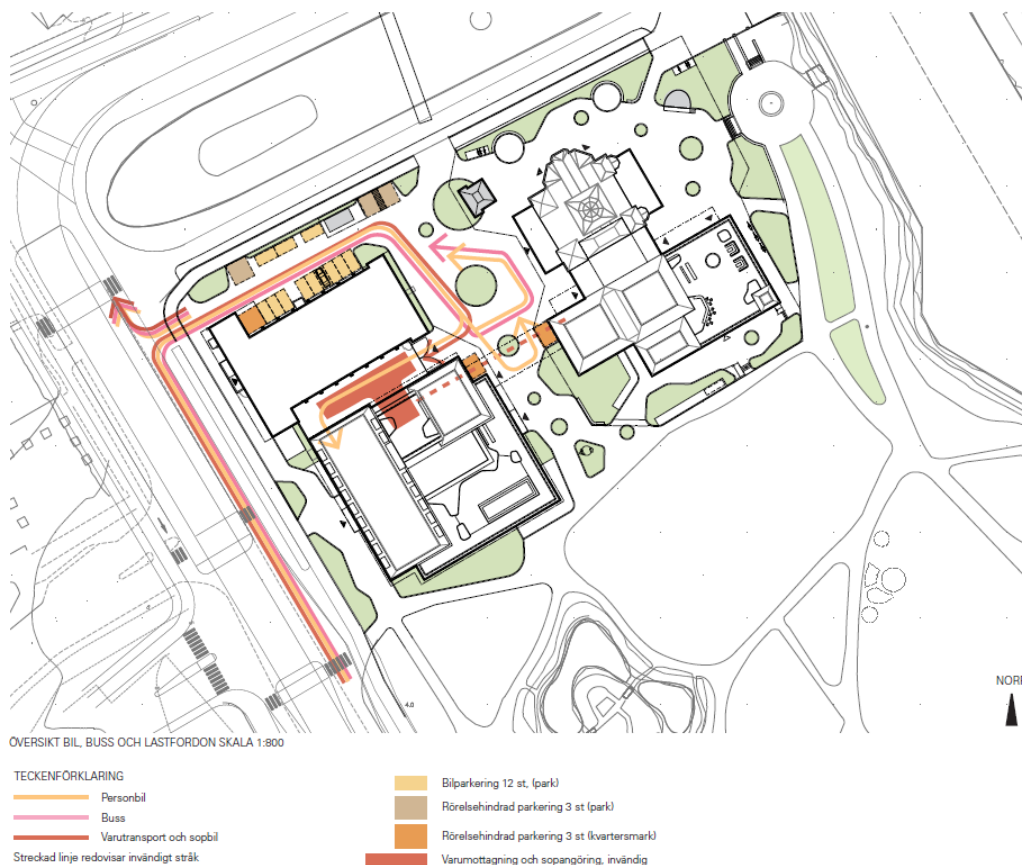 4.0
NORR
ÖVERSIKT BIL, BUSS OCH LASTFORDON SKALA 1:800
TECKENFÖRKLARING
Personbil
Buss
Varutransport och sopbil
Streckad linje redovisar invändigt stråk
Bilparkering 12 st, (park)
Rörelsehindrad parkering 3 st (park)
Rörelsehindrad parkering 3 st (kvartersmark)
Varumottagning och sopangöring, invändig